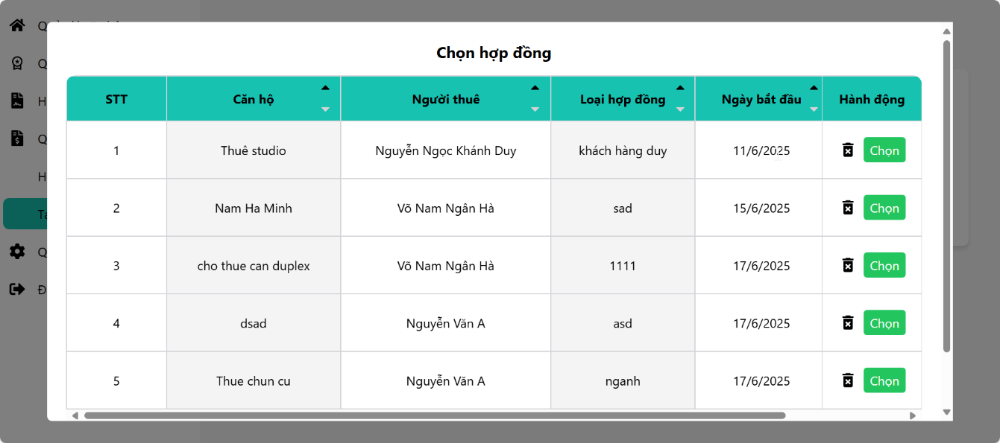 Chọn hợp đồng
STT Căn hộ Người thuê Loại hợp đồng Ngày bắt đầu Hành động
1 Thuê studio Nguyễn Ngọc Khánh Duy khách hàng duy 11/6/2025 Chọn
2 Nam Ha Minh Võ Nam Ngân Hà sad 15/6/2025 Chọn
3 cho thue can duplex Võ Nam Ngân Hà 1111 17/6/2025 Chọn
4 dsad Nguyễn Văn A asd 17/6/2025 Chọn
5 Thue chun cu Nguyễn Văn A nganh 17/6/2025 Chọn